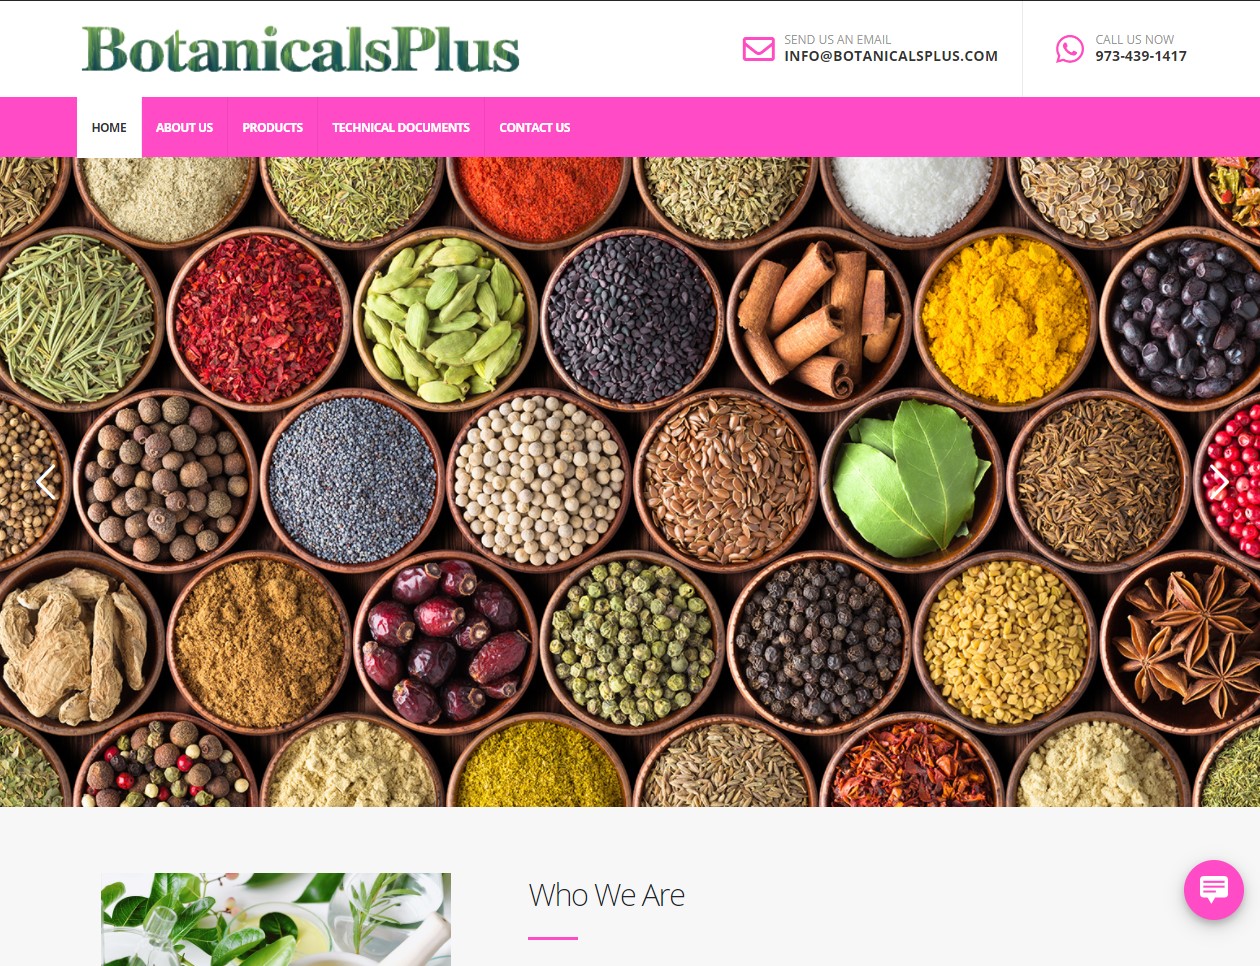 BotanicalsPlus
SEND US AN EMAIL
INFO@BOTANICALSPLUS.COM
CALL US NOW
973-439-1417
HOME
ABOUT US
PRODUCTS
TECHNICAL DOCUMENTS
CONTACT US
Who We Are